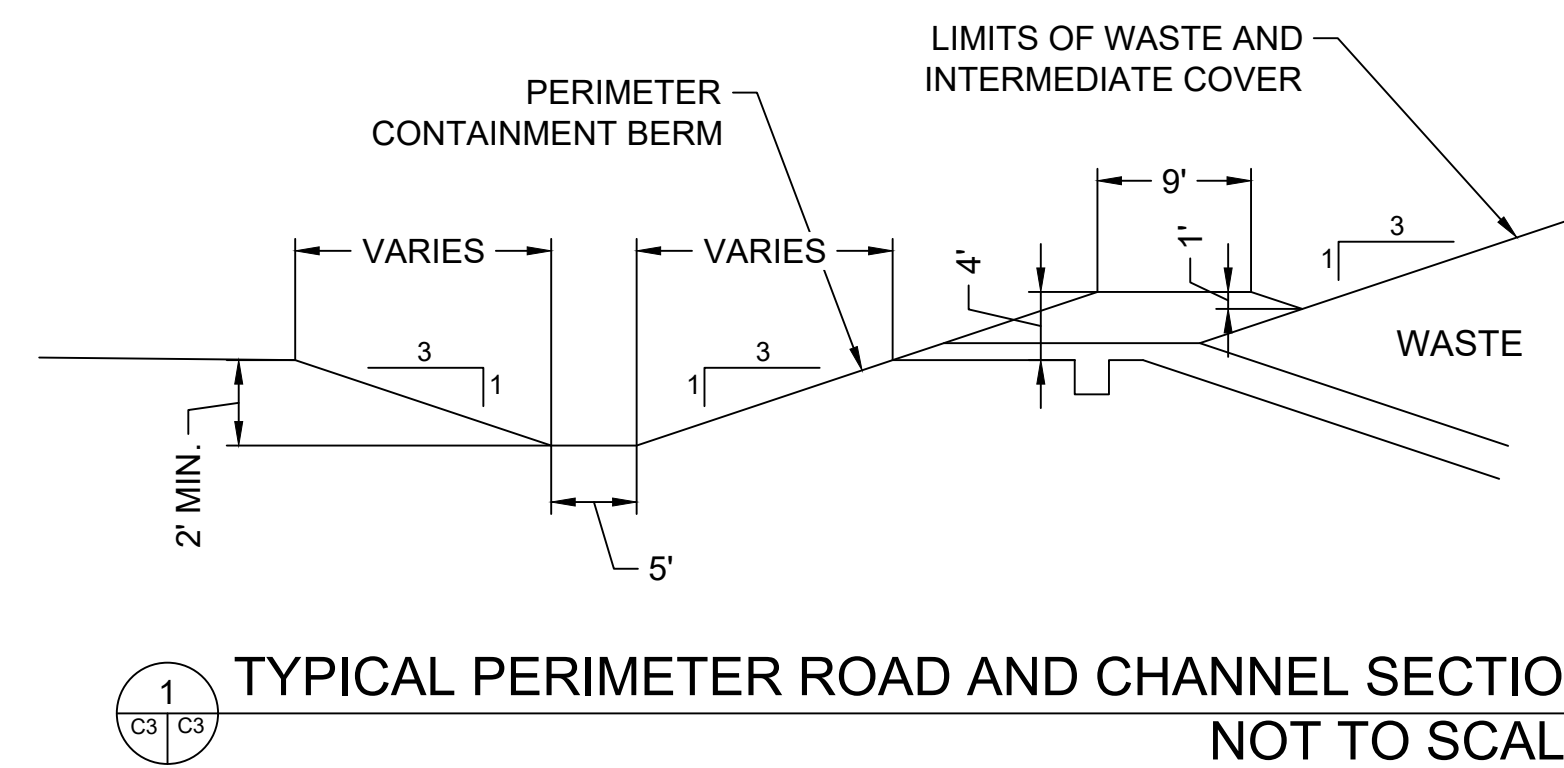 LIMITS OF WASTE AND
INTERMEDIATE COVER
PERIMETER
CONTAINMENT BERM
9'
VARIES
VARIES
4'
1'
3
1
WASTE
3
1
3
1
2' MIN.
5'
1
C3 C3
TYPICAL PERIMETER ROAD AND CHANNEL SECTIO
NOT TO SCAL